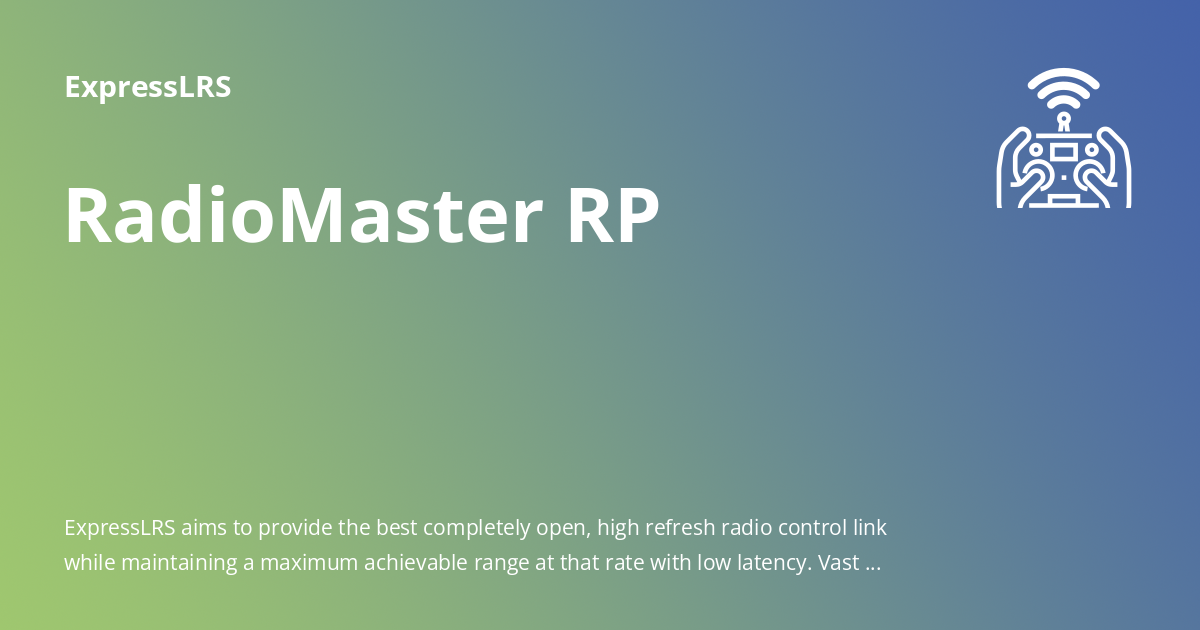 ExpressLRS
RadioMaster RP
ExpressLRS aims to provide the best completely open, high refresh radio control link
while maintaining a maximum achievable range at that rate with low latency. Vast ...